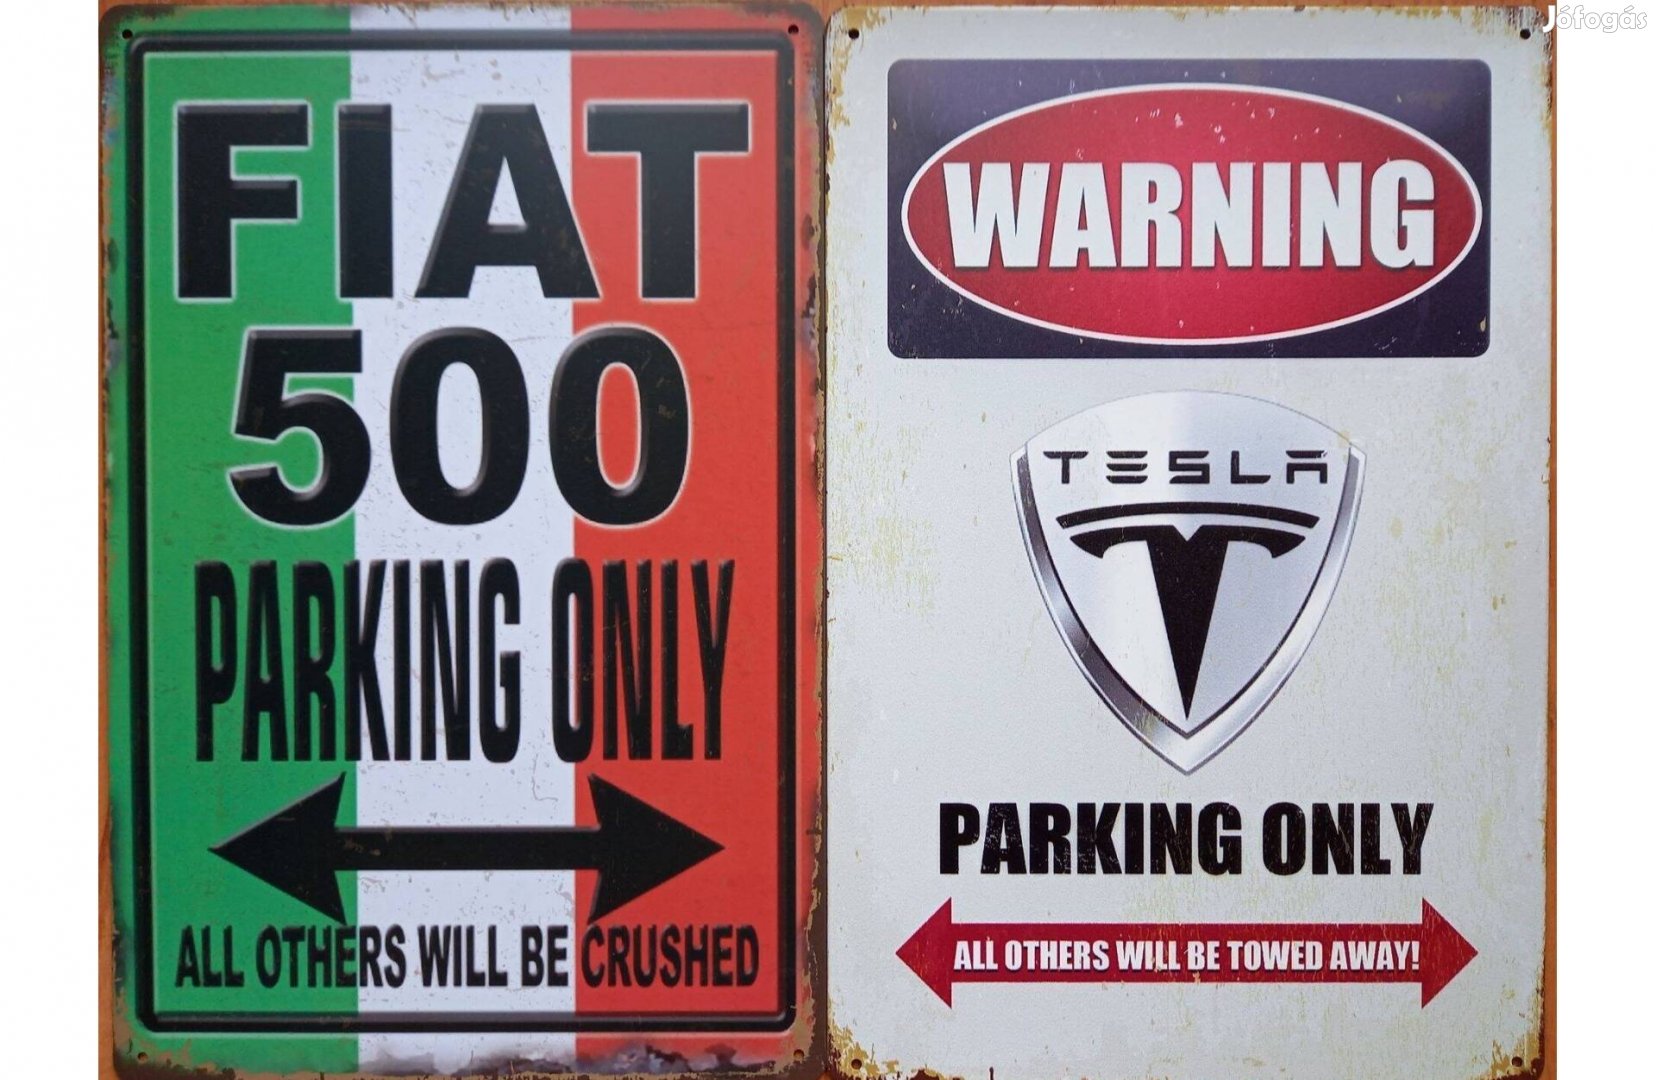 FIAT
500
PARKING ONLY
ALL OTHERS WILL BE CRUSHED
WARNING
TESLA
PARKING ONLY
ALL OTHERS WILL BE TOWED AWAY!
Jófogás